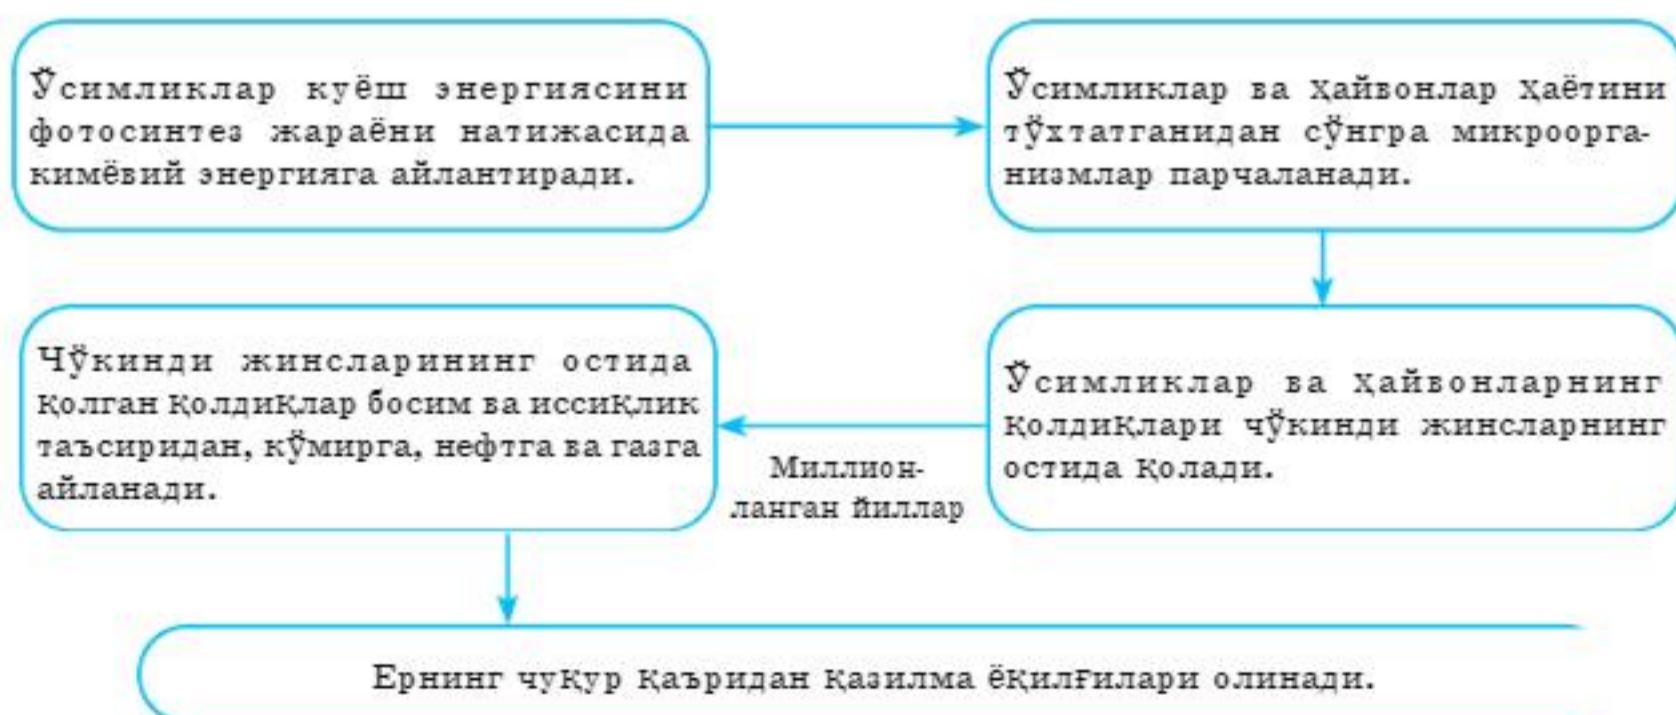 Ўсимликлар куёш энергиясини
фотосинтез жараёни натижасида
кимёвий энергияга айлантиради.
Ўсимликлар ва ҳайвонлар ҳаётини
тўхтатганидан сўнгра микроорга-
низмлар парчаланади.
Ўсимликлар ва ҳайвонларнинг
қолдиқлари чўкинди жинсларнинг
остида қолади.
Миллион-
ланган йиллар
Чўкинди жинсларининг остида
қолган қолдиқлар босим ва иссиқлик
таъсиридан, кўмирга, нефтга ва газга
айланади.
Ернинг чуқур қаъридан қазилма ёқилғилари олинади.